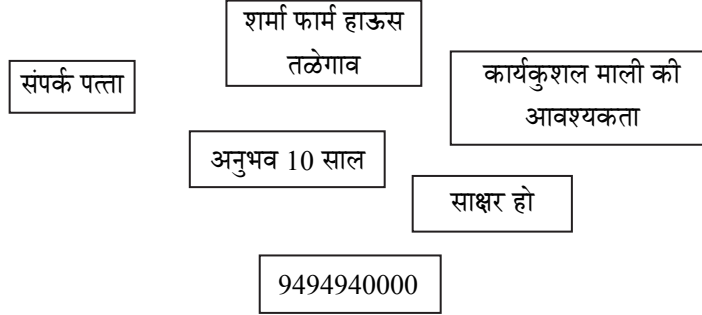 शर्मा फार्म हाऊस
तळेगाव
संपर्क पत्ता
कार्यकुशल माली की
आवश्यकता
अनुभव 10 साल
साक्षर हो
9494940000